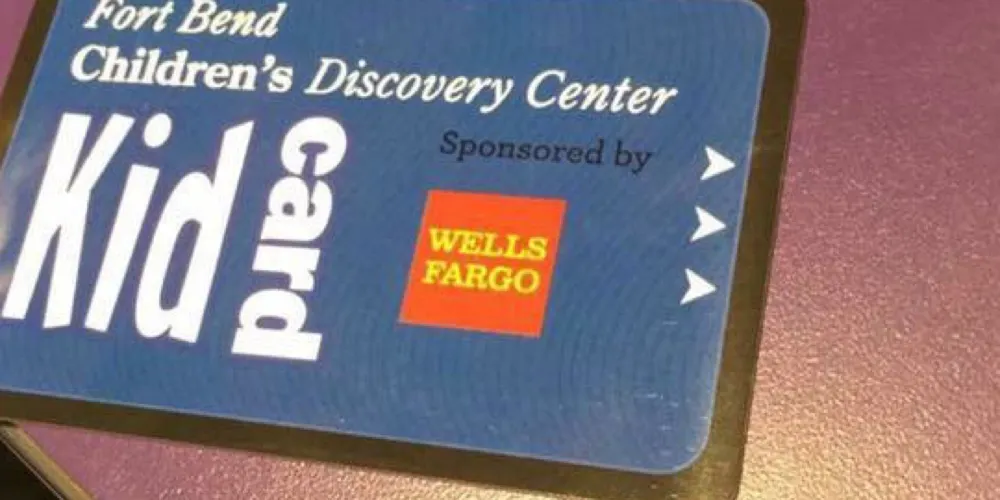 Fort Bend
Children's Discovery Center
Sponsored by
Kid card
WELLS
FARGO